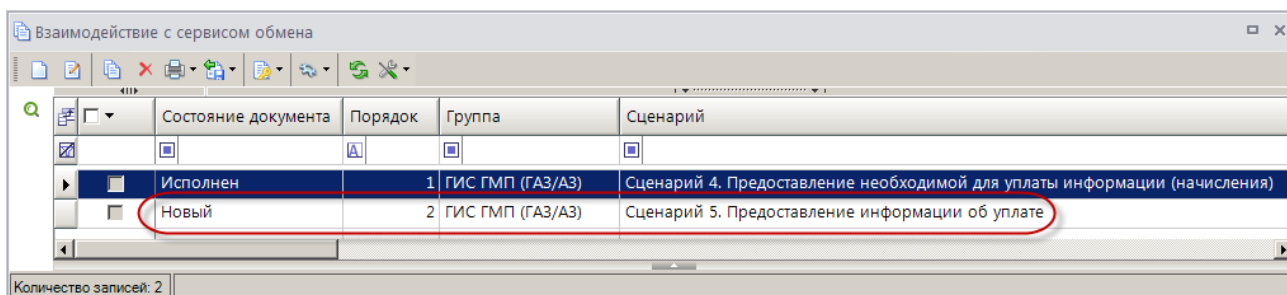 Взаимодействие с сервисом обмена
Состояние документа Порядок Группа Сценарий
A
Исполнен 1 ГИС ГМП (ГАЗ/АЗ) Сценарий 4. Предоставление необходимой для уплаты информации (начисления)
Новый 2 ГИС ГМП (ГАЗ/АЗ) Сценарий 5. Предоставление информации об уплате
Количество записей: 2